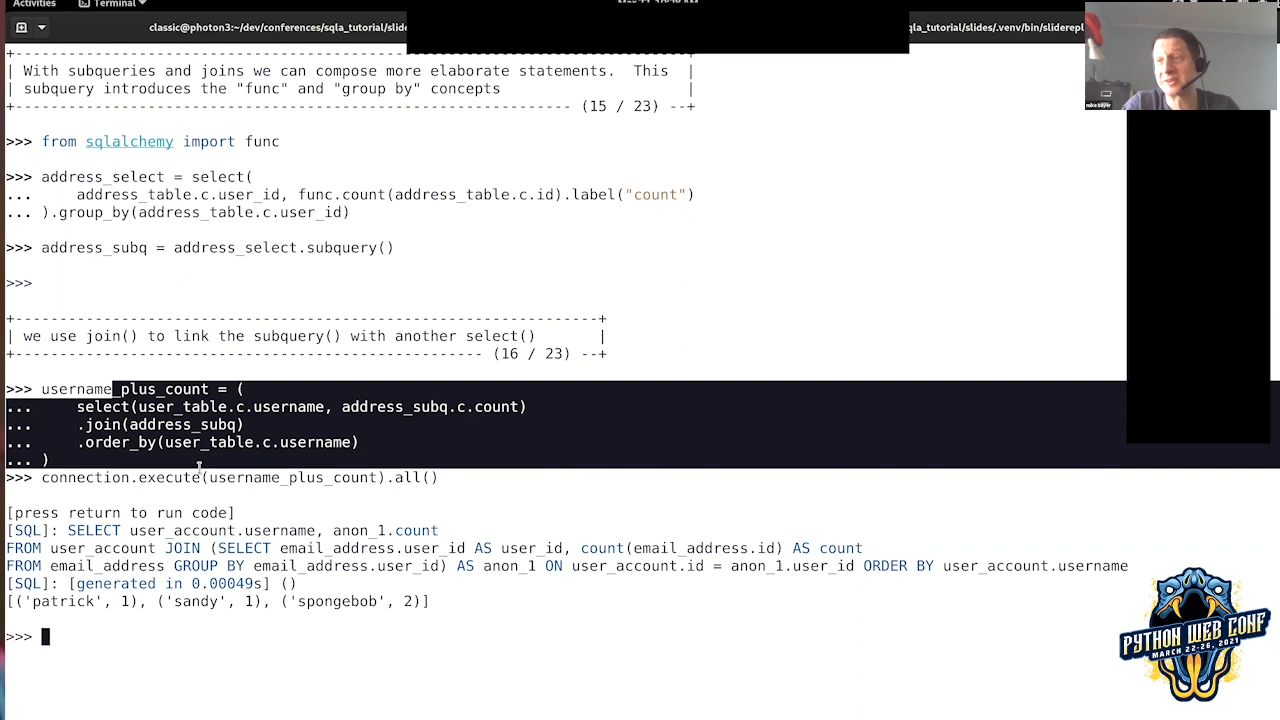 Activities Terminal
classic@photon3:~/dev/conferences/sqla_tutorial/slide
la_tutorial/slides/.venv/bin/sliderepl
mike bayer
+---------------------------------------------------------------------------+
| With subqueries and joins we can compose more elaborate statements.  This  |
| subquery introduces the "func" and "group by" concepts
+---------------------------------------------------------------- (15 / 23) --+
>>> from sqlalchemy import func
>>> address_select = select(
...     address_table.c.user_id, func.count(address_table.c.id).label("count")
... ).group_by(address_table.c.user_id)
>>> address_subq = address_select.subquery()
>>>
+------------------------------------------------------------------+
| we use join() to link the subquery() with another select()       |
+----------------------------------------------------- (16 / 23) --+
>>> username_plus_count = (
...     select(user_table.c.username, address_subq.c.count)
...     .join(address_subq)
...     .order_by(user_table.c.username)
... )
>>> connection.execute(username_plus_count).all()
[press return to run code]
[SQL]: SELECT user_account.username, anon_1.count
FROM user_account JOIN (SELECT email_address.user_id AS user_id, count(email_address.id) AS count
FROM email_address GROUP BY email_address.user_id) AS anon_1 ON user_account.id = anon_1.user_id ORDER BY user_account.username
[SQL]: [generated in 0.00049s] ()
[('patrick', 1), ('sandy', 1), ('spongebob', 2)]
>>>
PYTHON WEB CONF
MARCH 22-26, 2021